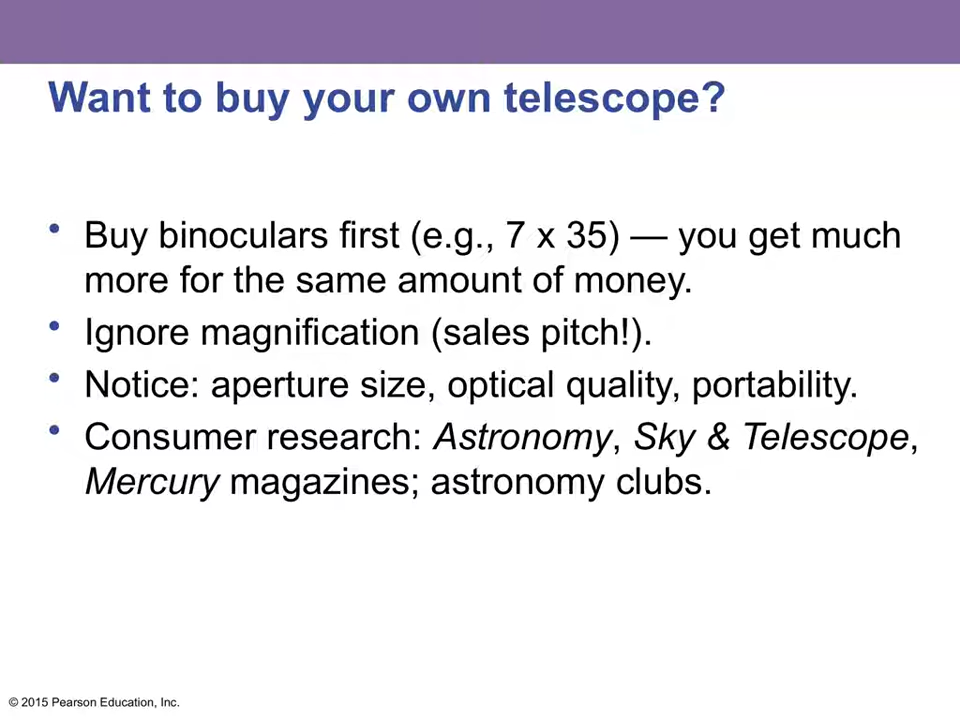 Want to buy your own telescope?
• Buy binoculars first (e.g., 7 x 35) — you get much
more for the same amount of money.
• Ignore magnification (sales pitch!).
• Notice: aperture size, optical quality, portability.
• Consumer research: Astronomy, Sky & Telescope,
Mercury magazines; astronomy clubs.
© 2015 Pearson Education, Inc.